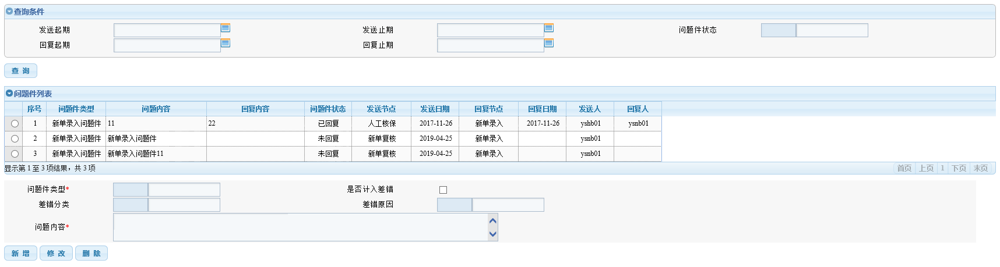 查询条件
发送起期 发送止期 问题件状态
回复起期 回复止期
查 询
问题件列表
序号 问题件类型 问题内容 回复内容 问题件状态 发送节点 发送日期 回复节点 回复日期 发送人 回复人
1 新单录入问题件 11 22 已回复 人工核保 2017-11-26 新单录入 2017-11-26 yshb01 ysnb01
2 新单录入问题件 新单录入问题件 未回复 新单复核 2019-04-25 新单录入 ysnb01
3 新单录入问题件 新单录入问题件11 未回复 新单复核 2019-04-25 新单录入 ysnb01
显示第 1 至 3 项结果，共 3 项 首页 上页 1 下页 末页
问题件类型* 是否计入差错
差错分类 差错原因
问题内容*
新 增 修 改 删 除